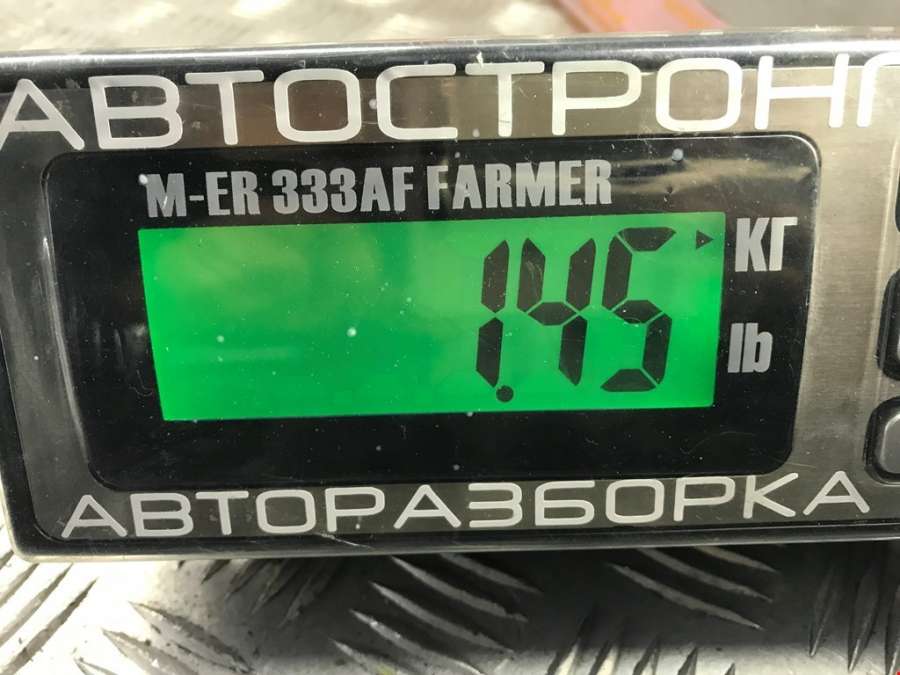 АВТОСТРОНГ
M-ER 333AF FARMER
1.45
КГ
lb
АВТОРАЗБОРКА